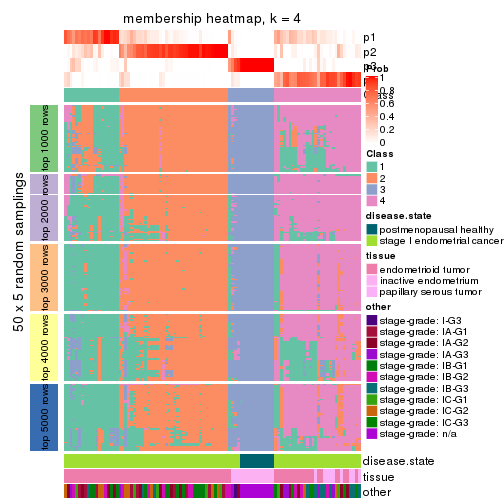 membership heatmap, k = 4
p1
p2
p3
Prob
1
0.8
0.6
0.4
0.2
0
Class
1
2
3
4
disease.state
postmenopausal healthy
stage I endometrial cancer
tissue
endometrioid tumor
inactive endometrium
papillary serous tumor
other
stage-grade: I-G3
stage-grade: IA-G1
stage-grade: IA-G2
stage-grade: IA-G3
stage-grade: IB-G1
stage-grade: IB-G2
stage-grade: IB-G3
stage-grade: IC-G1
stage-grade: IC-G2
stage-grade: IC-G3
stage-grade: n/a
50 x 5 random samplings
top 1000 rows
top 2000 rows
top 3000 rows
top 4000 rows
top 5000 rows
disease.state
tissue
other